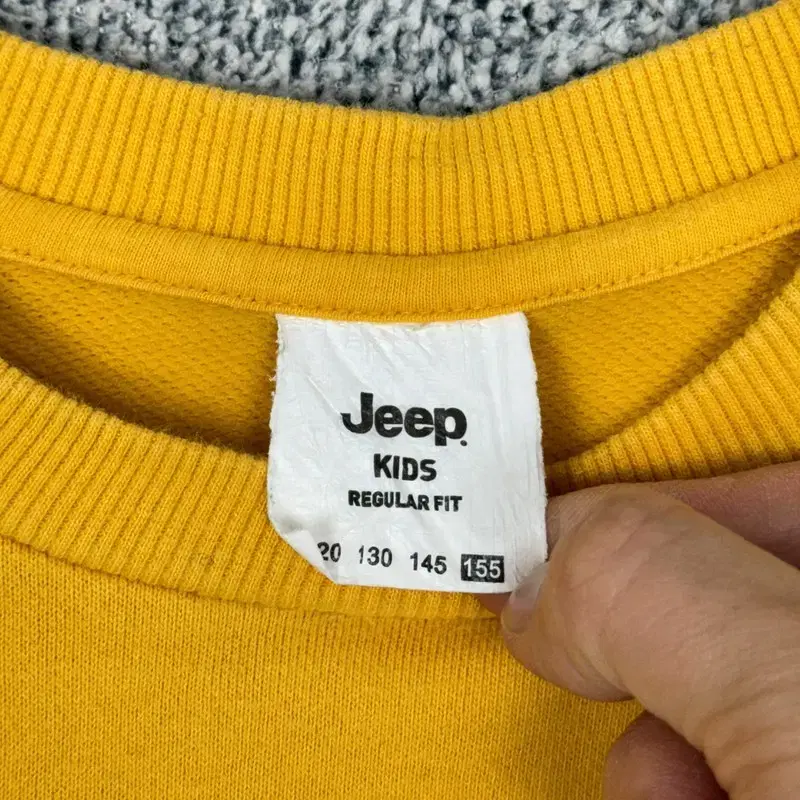 Jeep.
KIDS
REGULAR FIT
20 130 145 155